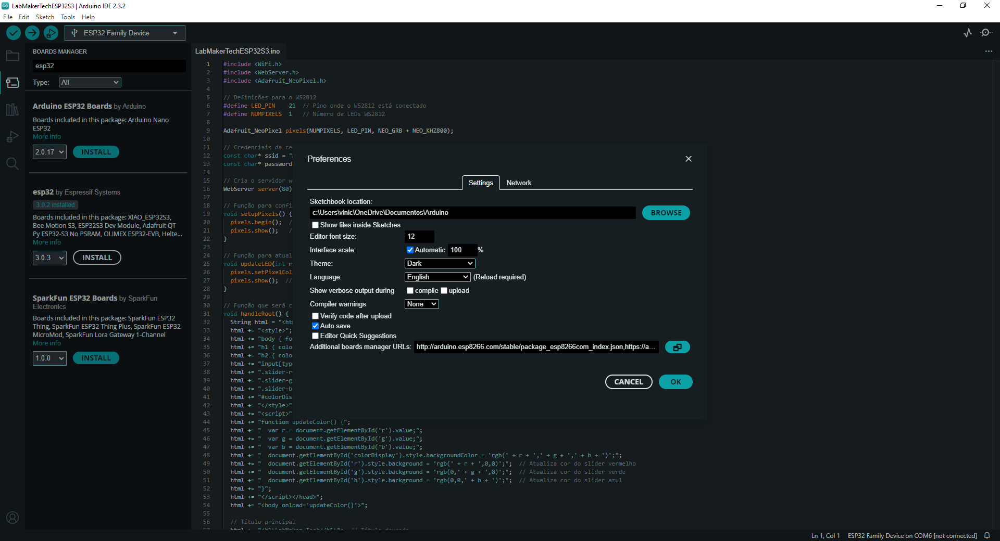 LabMakerTechESP32S3 | Arduino IDE 2.3.2
File Edit Sketch Tools Help
ESP32 Family Device
BOARDS MANAGER
esp32
Type: All
Arduino ESP32 Boards by Arduino
Boards included in this package: Arduino Nano
ESP32
More info
2.0.17 INSTALL
esp32 by Espressif Systems
3.0.2 installed
Boards included in this package: XIAO_ESP32S3,
Bee Motion S3, ESP32S3 Dev Module, Adafruit QT
Py ESP32-S3 No PSRAM, OLIMEX ESP32-EVB, Helte...
More info
3.0.3 INSTALL
SparkFun ESP32 Boards by SparkFun
Electronics
Boards included in this package: SparkFun ESP32
Thing, SparkFun ESP32 Thing Plus, SparkFun ESP32
MicroMod, SparkFun Lora Gateway 1-Channel
More info
1.0.0 INSTALL
LabMakerTechESP32S3.ino
1 #include <WiFi.h>
2 #include <WebServer.h>
3 #include <Adafruit_NeoPixel.h>
4
5 // Definições para o WS2812
6 #define LED_PIN 21 // Pino onde o WS2812 está conectado
7 #define NUMPIXELS 1 // Número de LEDs WS2812
8
9 Adafruit_NeoPixel pixels(NUMPIXELS, LED_PIN, NEO_GRB + NEO_KHZ800);
10
11 // Credenciais da re
12 const char* ssid = "
13 const char* password
14
15 // Cria o servidor w
16 WebServer server(80)
17
18 // Função para confi
19 void setupPixels() {
20 pixels.begin(); /
21 pixels.show(); /
22 }
23
24 // Função para atual
25 void updateLED(int r
26 pixels.setPixelCol
27 pixels.show(); //
28 }
29
30 // Função que será c
31 void handleRoot() {
32 String html = "<ht
33 html += "<style>";
34 html += "body { fo
35 html += "h1 { colo
36 html += "h2 { colo
37 html += "input[typ
38 html += ".slider-r
39 html += ".slider-g
40 html += ".slider-b
41 html += "#colorDis
42 html += "</style>"
43 html += "<script>"
44 html += "function updateColor() {";
45 html += " var r = document.getElementById('r').value;";
46 html += " var g = document.getElementById('g').value;";
47 html += " var b = document.getElementById('b').value;";
48 html += " document.getElementById('colorDisplay').style.backgroundColor = 'rgb(' + r + ',' + g + ',' + b + ')';";
49 html += " document.getElementById('r').style.background = 'rgb(' + r + ',0,0)';"; // Atualiza cor do slider vermelho
50 html += " document.getElementById('g').style.background = 'rgb(0,' + g + ',0)';"; // Atualiza cor do slider verde
51 html += " document.getElementById('b').style.background = 'rgb(0,0,' + b + ')';"; // Atualiza cor do slider azul
52 html += "}";
53 html += "</script></head>";
54 html += "<body onload='updateColor()'>";
55
56 // Título principal
57 html += "<h1>LabMaker Tech</h1>"; // Título dourado
Preferences
Settings Network
Sketchbook location:
c:\Users\vinic\OneDrive\Documentos\Arduino BROWSE
Show files inside Sketches
Editor font size: 12
Interface scale: Automatic 100 %
Theme: Dark
Language: English (Reload required)
Show verbose output during compile upload
Compiler warnings None
Verify code after upload
Auto save
Editor Quick Suggestions
Additional boards manager URLs: http://arduino.esp8266.com/stable/package_esp8266com_index.json,https://a...
CANCEL OK
Ln 1, Col 1 ESP32 Family Device on COM6 [not connected]